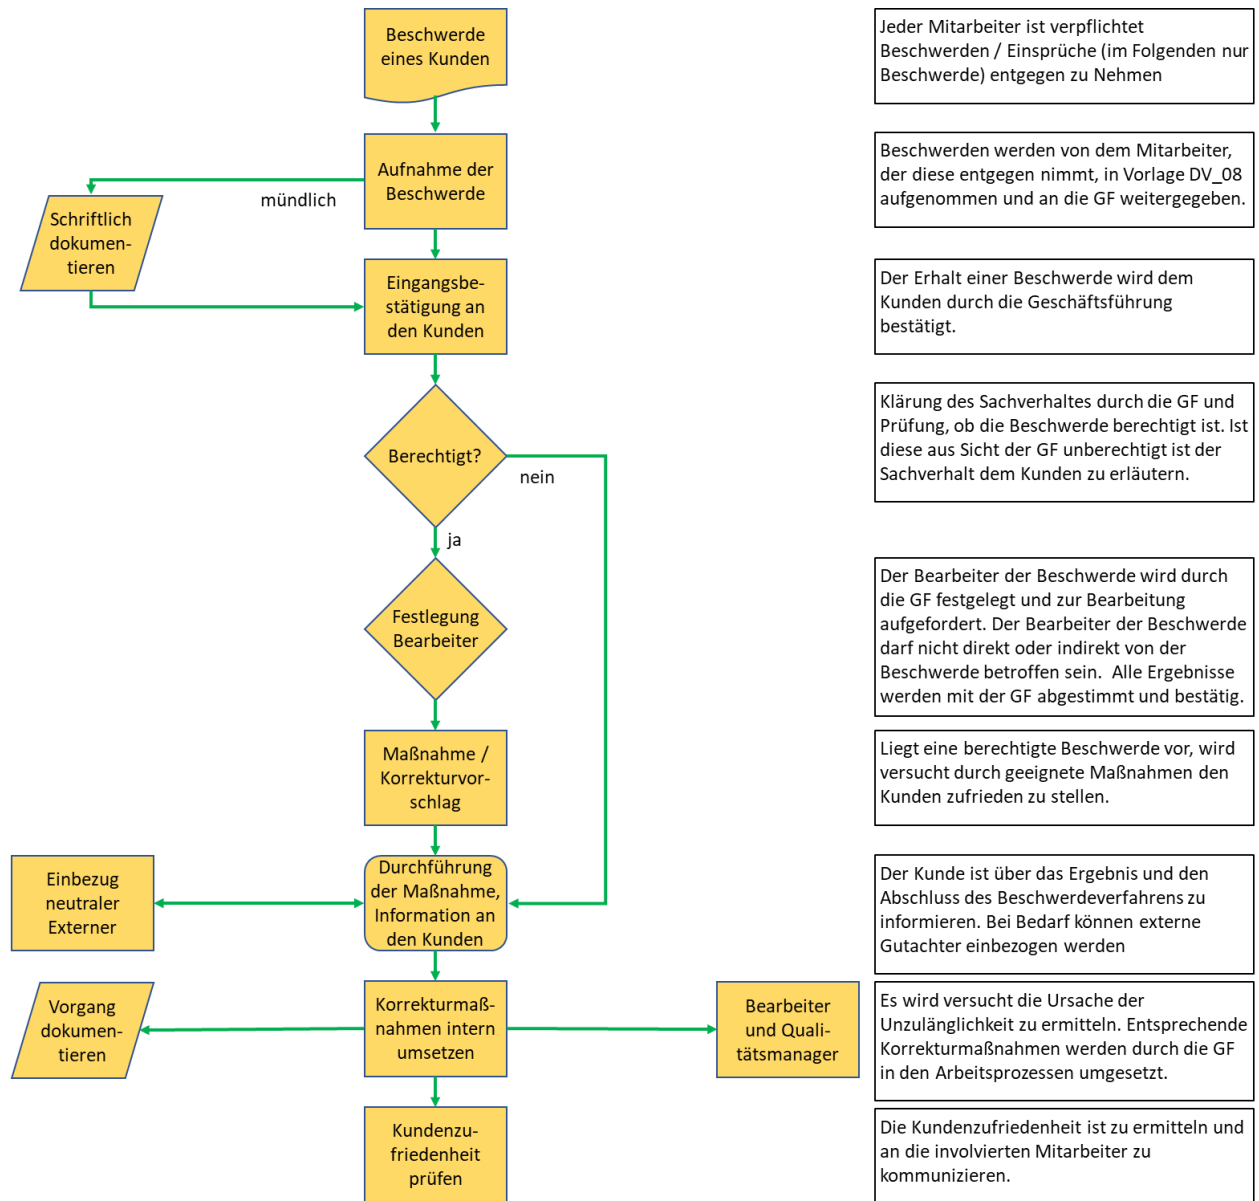 Beschwerde
eines Kunden
Jeder Mitarbeiter ist verpflichtet
Beschwerden / Einsprüche (im Folgenden nur
Beschwerde) entgegen zu Nehmen
Aufnahme der
Beschwerde
mündlich
Beschwerden werden von dem Mitarbeiter,
der diese entgegen nimmt, in Vorlage DV_08
aufgenommen und an die GF weitergegeben.
Schriftlich
dokumen-
tieren
Eingangsbe-
stätigung an
den Kunden
Der Erhalt einer Beschwerde wird dem
Kunden durch die Geschäftsführung
bestätigt.
Berechtigt?
nein
ja
Klärung des Sachverhaltes durch die GF und
Prüfung, ob die Beschwerde berechtigt ist. Ist
diese aus Sicht der GF unberechtigt ist der
Sachverhalt dem Kunden zu erläutern.
Festlegung
Bearbeiter
Der Bearbeiter der Beschwerde wird durch
die GF festgelegt und zur Bearbeitung
aufgefordert. Der Bearbeiter der Beschwerde
darf nicht direkt oder indirekt von der
Beschwerde betroffen sein.  Alle Ergebnisse
werden mit der GF abgestimmt und bestätig.
Maßnahme /
Korrekturvor-
schlag
Liegt eine berechtigte Beschwerde vor, wird
versucht durch geeignete Maßnahmen den
Kunden zufrieden zu stellen.
Einbezug
neutraler
Externer
Durchführung
der Maßnahme,
Information an
den Kunden
Der Kunde ist über das Ergebnis und den
Abschluss des Beschwerdeverfahrens zu
informieren. Bei Bedarf können externe
Gutachter einbezogen werden
Vorgang
dokumen-
tieren
Korrekturmaß-
nahmen intern
umsetzen
Bearbeiter
und Quali-
tätsmanager
Es wird versucht die Ursache der
Unzulänglichkeit zu ermitteln. Entsprechende
Korrekturmaßnahmen werden durch die GF
in den Arbeitsprozessen umgesetzt.
Kundenzu-
friedenheit
prüfen
Die Kundenzufriedenheit ist zu ermitteln und
an die involvierten Mitarbeiter zu
kommunizieren.